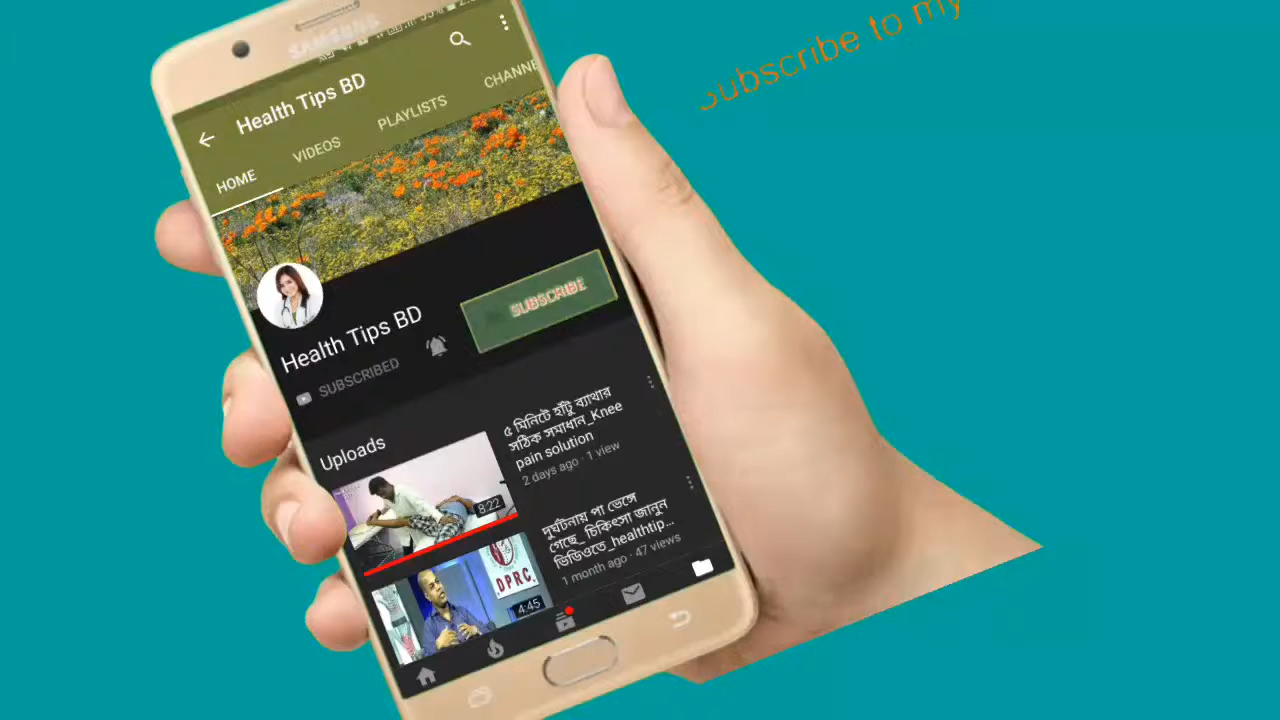 Subscribe to my
SAMSUNG
Health Tips BD
HOME
VIDEOS
PLAYLISTS
CHANNE
Health Tips BD
SUBSCRIBE
SUBSCRIBED
Uploads
৫ মিনিটে হাঁটু ব্যাথার
সঠিক সমাধান_Knee
pain solution
2 days ago · 1 view
8:22
দুর্ঘটনায় পা ভেঙ্গে
গেছে_ চিকিৎসা জানুন
ভিডিওতে_healthtip...
1 month ago · 47 views
DPRC
4:45